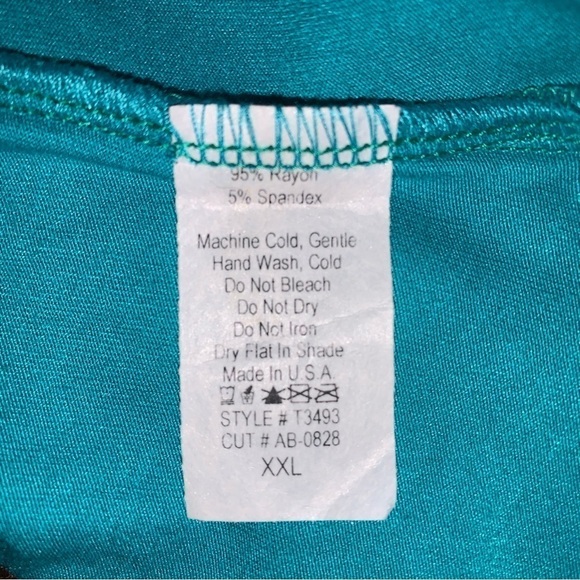 95% Rayon
5% Spandex
Machine Cold, Gentle
Hand Wash, Cold
Do Not Bleach
Do Not Dry
Do Not Iron
Dry Flat In Shade
Made In U.S.A.
STYLE # T3493
CUT # AB-0828
XXL